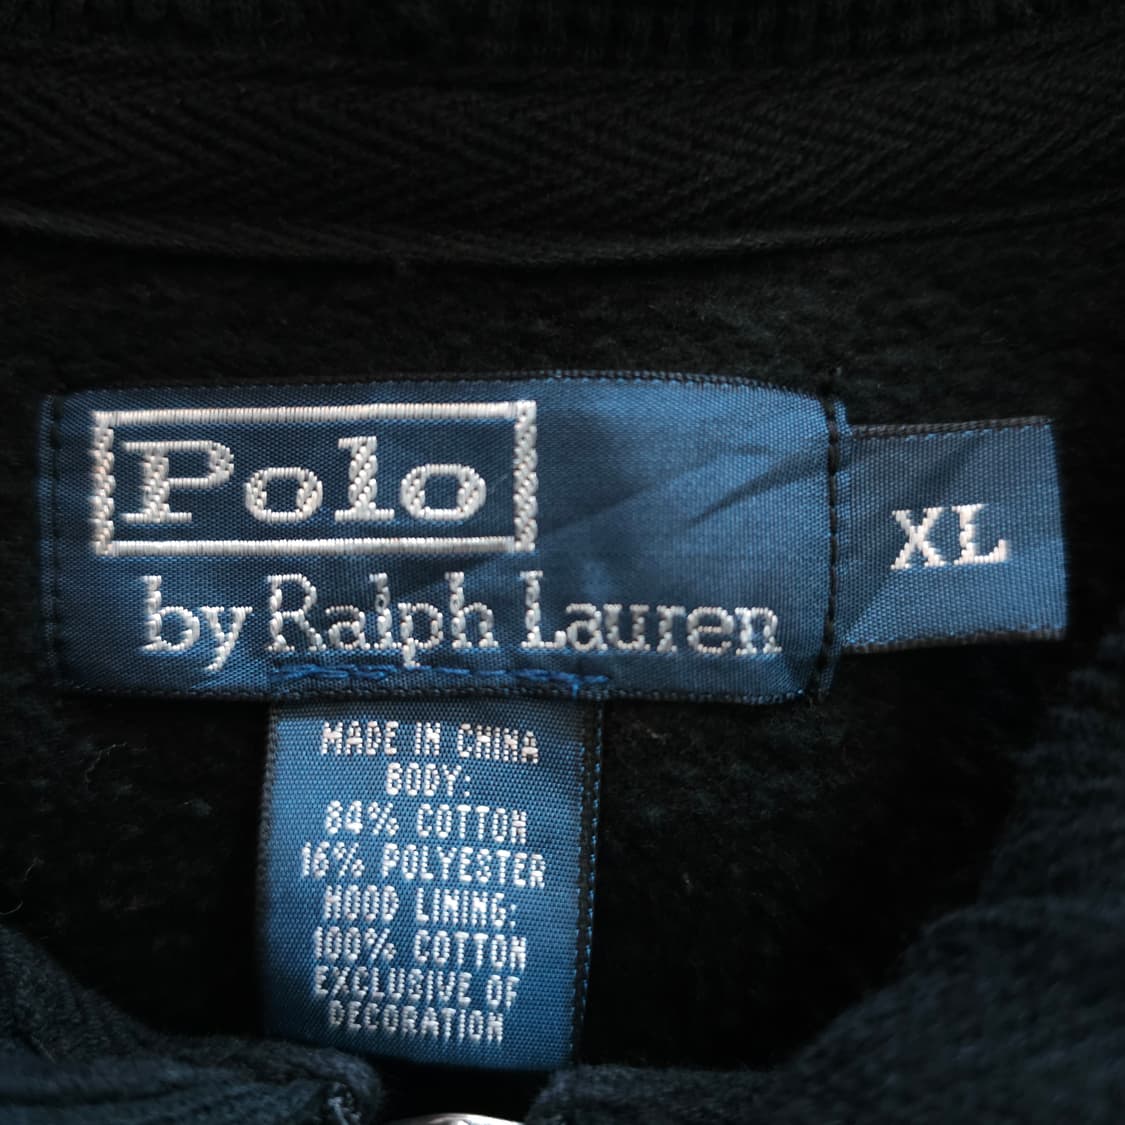 Polo
by Ralph Lauren
XL
MADE IN CHINA
BODY:
84% COTTON
16% POLYESTER
HOOD LINING:
100% COTTON
EXCLUSIVE OF
DECORATION